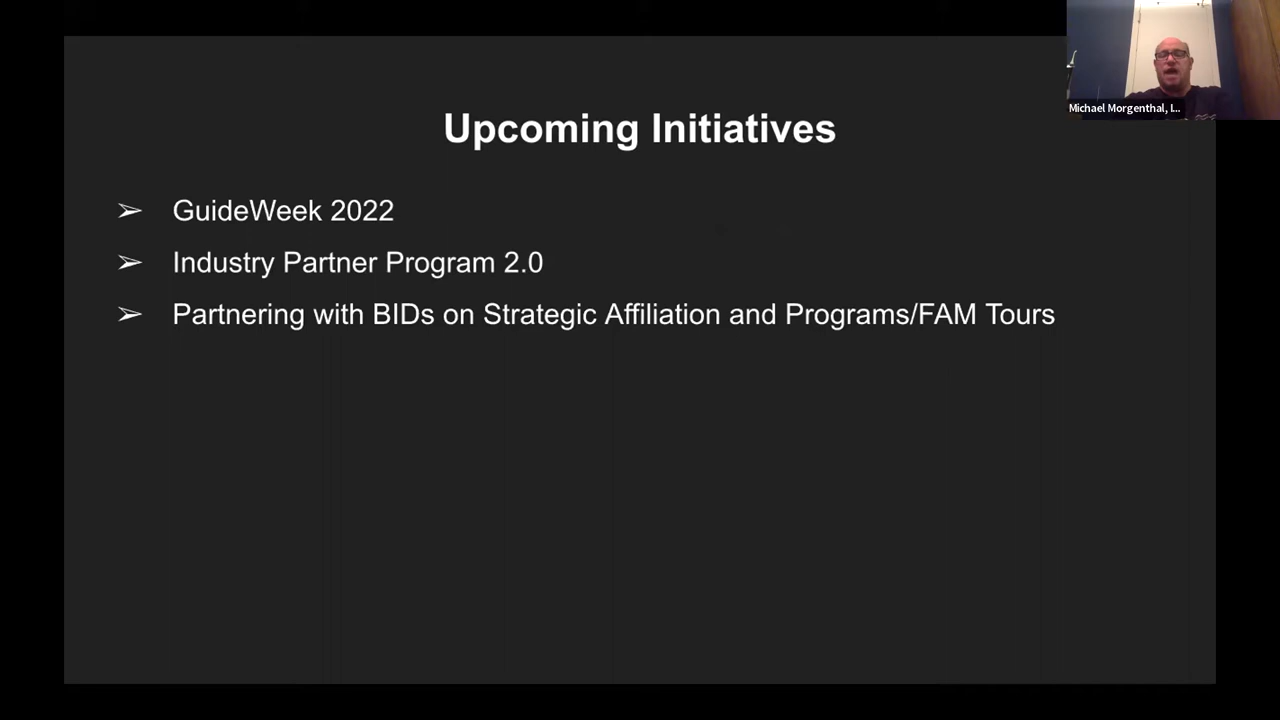 Michael Morgenthal, I...
Upcoming Initiatives
➢ GuideWeek 2022
➢ Industry Partner Program 2.0
➢ Partnering with BIDs on Strategic Affiliation and Programs/FAM Tours